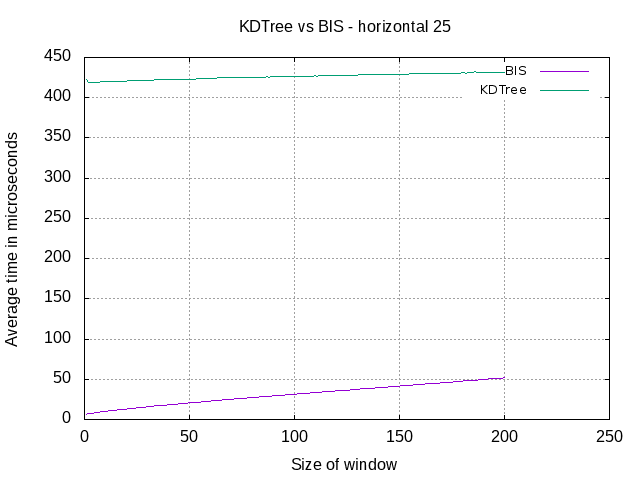 KDTree vs BIS - horizontal 25
450
400
350
300
250
200
150
100
50
0
Average time in microseconds
BIS
KDTree
0 50 100 150 200 250
Size of window